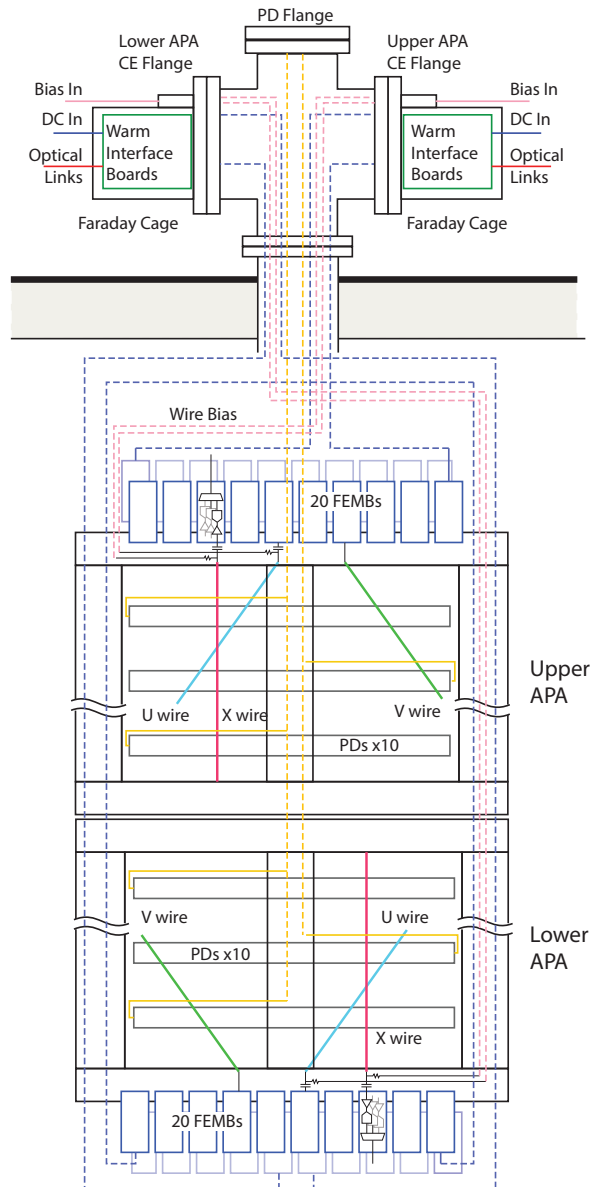 PD Flange
Lower APA
CE Flange
Upper APA
CE Flange
Bias In
DC In
Optical
Links
Warm
Interface
Boards
Faraday Cage
Bias In
DC In
Optical
Links
Warm
Interface
Boards
Faraday Cage
Wire Bias
20 FEMBs
U wire
X wire
V wire
PDs x10
Upper
APA
V wire
U wire
PDs x10
X wire
Lower
APA
20 FEMBs